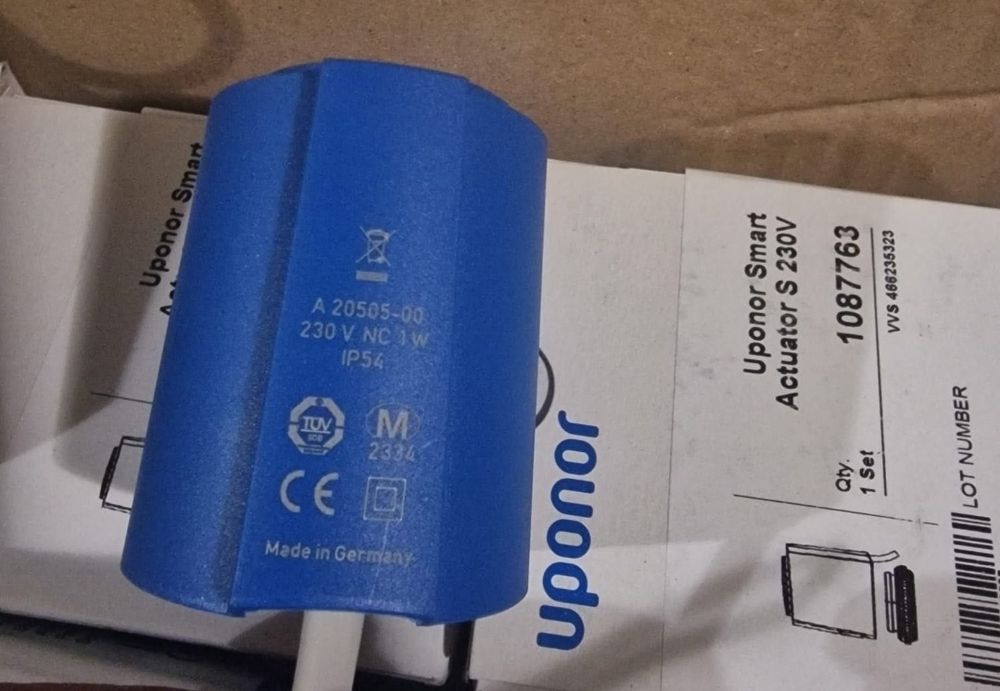 A 20505-00
230 V NC 1 W
IP54
TÜV
SÜD
M
2334
CE
Made in Germany
Uponor Smart
uponor
Uponor Smart
Actuator S 230V
1087763
VVS 466235323
Qty.
1 Set
LOT NUMBER